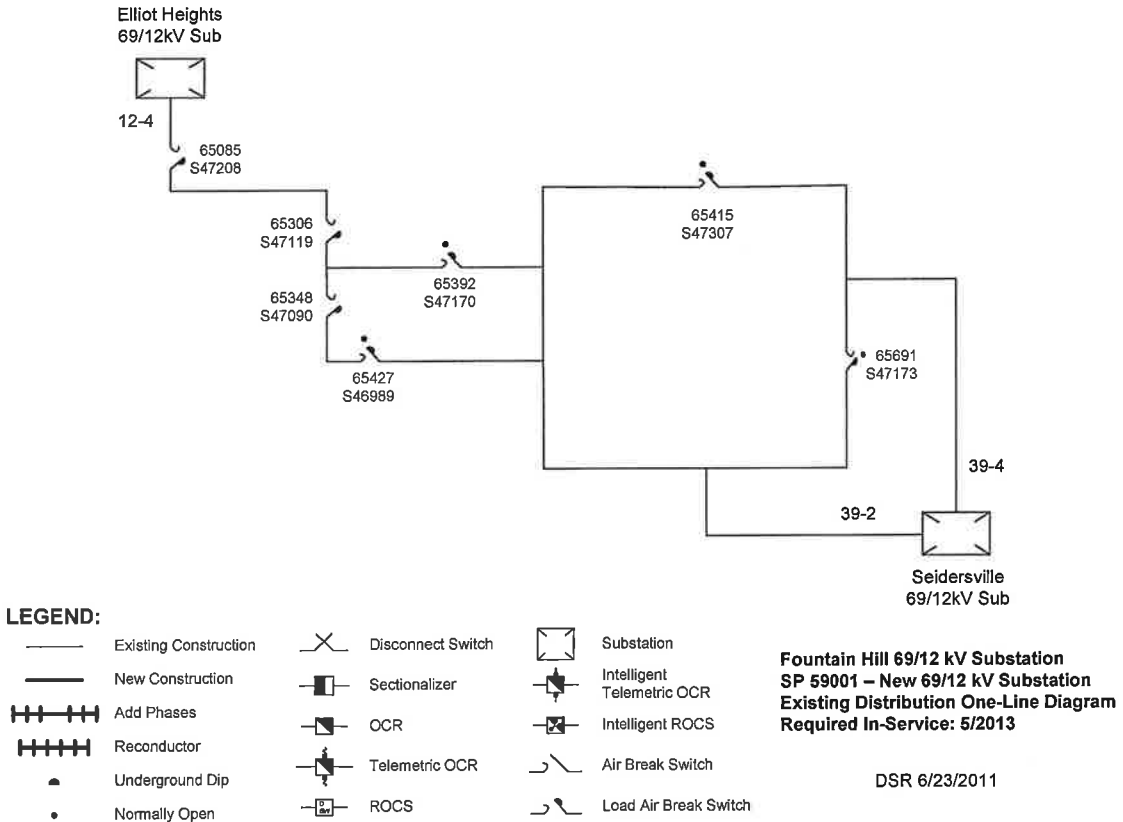 Elliot Heights
69/12kV Sub
12-4
65085
S47208
65306
S47119
65392
S47170
65348
S47090
65427
S46989
65415
S47307
65691
S47173
39-4
39-2
Seidersville
69/12kV Sub
LEGEND:
Existing Construction
New Construction
Add Phases
Reconductor
Underground Dip
Normally Open
Disconnect Switch
Sectionalizer
OCR
Telemetric OCR
ROCS
Substation
Intelligent
Telemetric OCR
Intelligent ROCS
Air Break Switch
Load Air Break Switch
Fountain Hill 69/12 kV Substation
SP 59001 – New 69/12 kV Substation
Existing Distribution One-Line Diagram
Required In-Service: 5/2013
DSR 6/23/2011